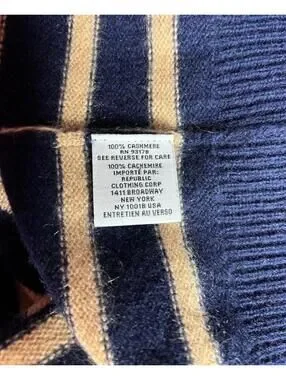 100% CASHMERE
RN 93178
SEE REVERSE FOR CARE
100% CACHEMIRE
IMPORTÉ PAR:
REPUBLIC
CLOTHING CORP
1411 BROADWAY
NEW YORK
NY 10018 USA
ENTRETIEN AU VERSO